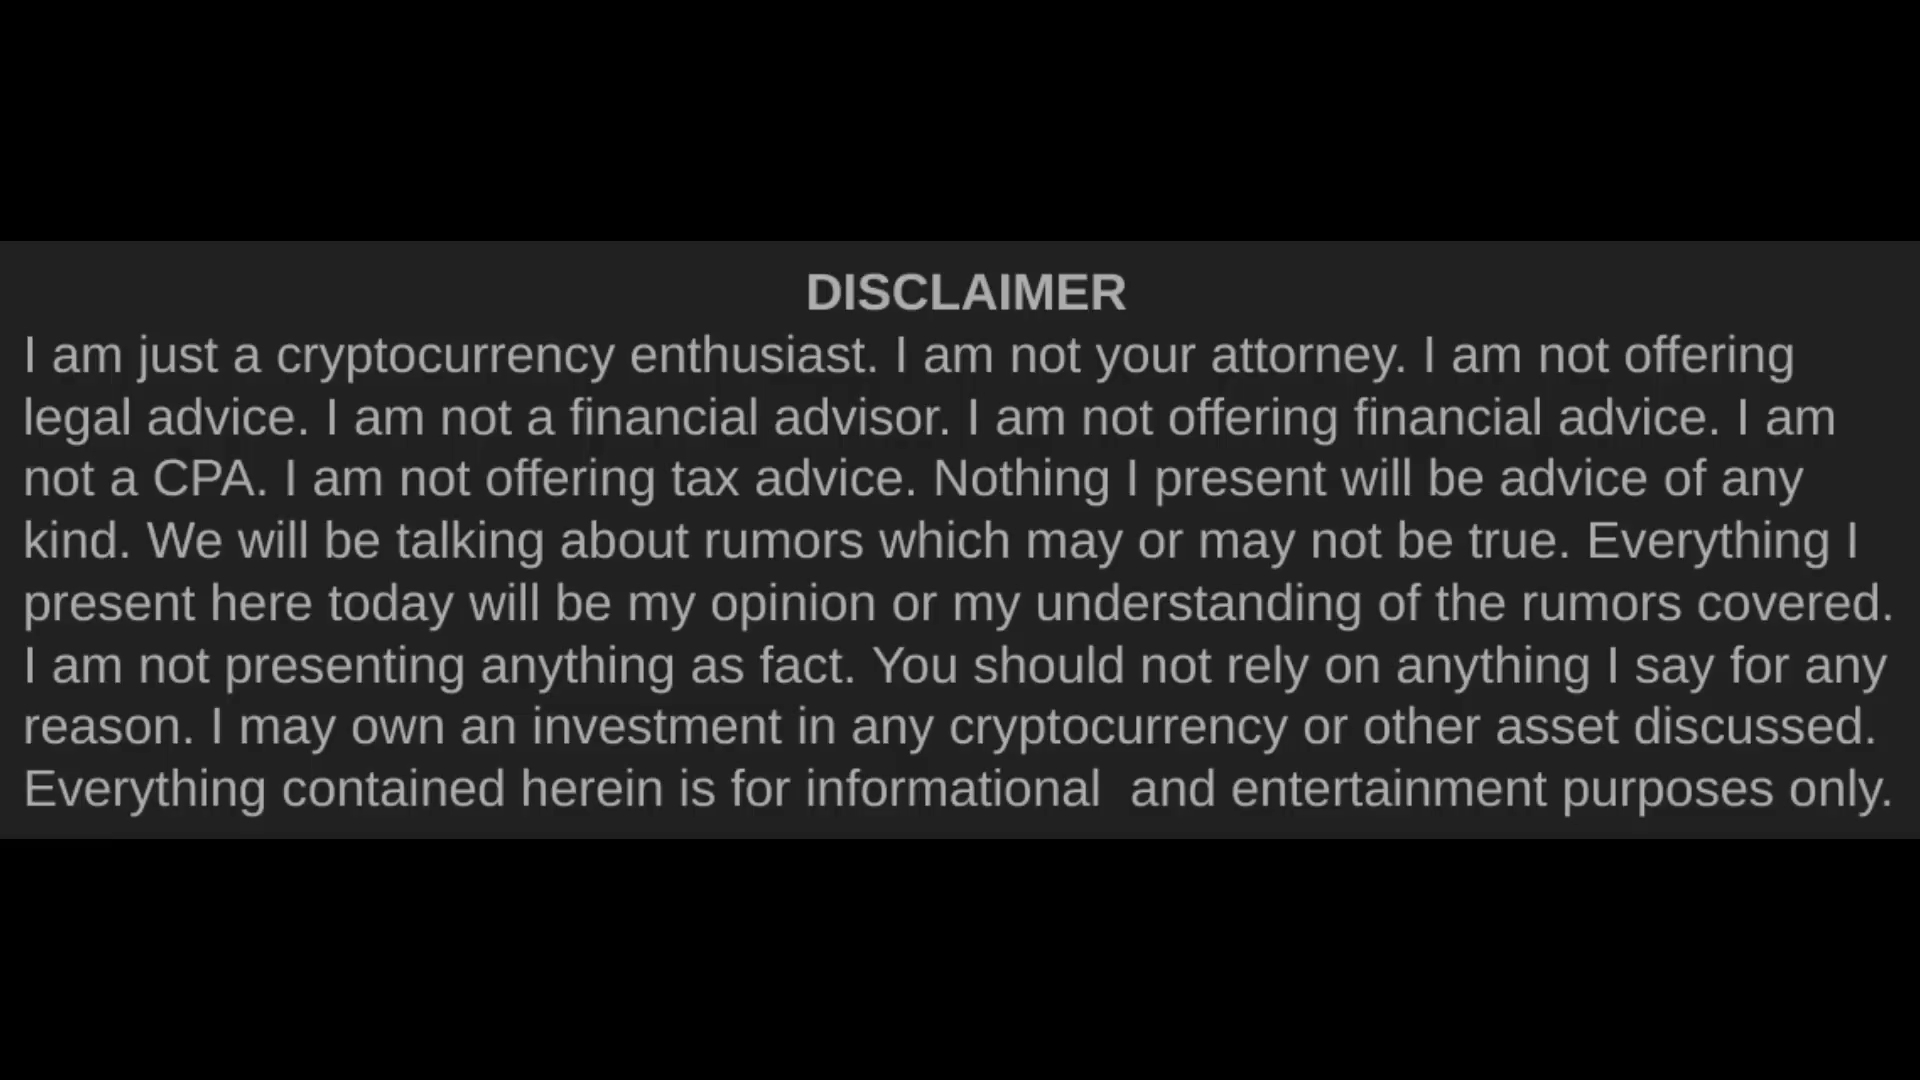 DISCLAIMER
I am just a cryptocurrency enthusiast. I am not your attorney. I am not offering
legal advice. I am not a financial advisor. I am not offering financial advice. I am
not a CPA. I am not offering tax advice. Nothing I present will be advice of any
kind. We will be talking about rumors which may or may not be true. Everything I
present here today will be my opinion or my understanding of the rumors covered.
I am not presenting anything as fact. You should not rely on anything I say for any
reason. I may own an investment in any cryptocurrency or other asset discussed.
Everything contained herein is for informational  and entertainment purposes only.